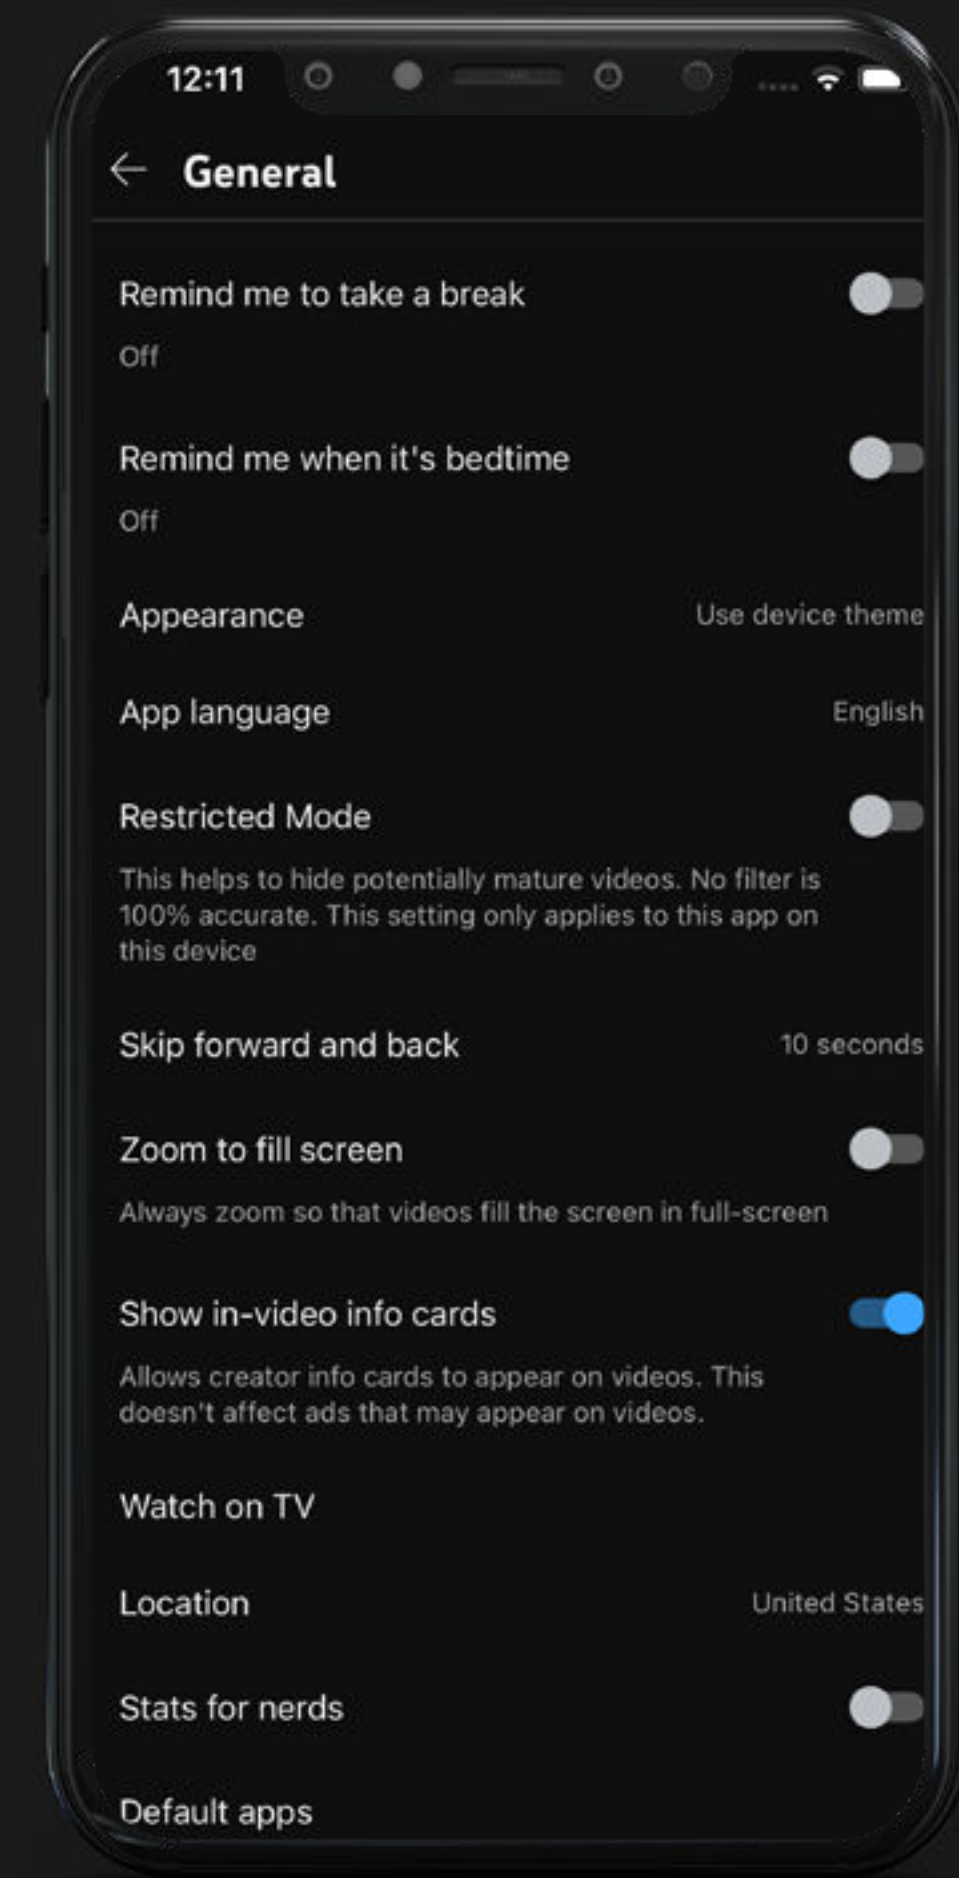 12:11
General
Remind me to take a break
Off
Remind me when it's bedtime
Off
Appearance
Use device theme
App language
English
Restricted Mode
This helps to hide potentially mature videos. No filter is
100% accurate. This setting only applies to this app on
this device
Skip forward and back
10 seconds
Zoom to fill screen
Always zoom so that videos fill the screen in full-screen
Show in-video info cards
Allows creator info cards to appear on videos. This
doesn't affect ads that may appear on videos.
Watch on TV
Location
United States
Stats for nerds
Default apps